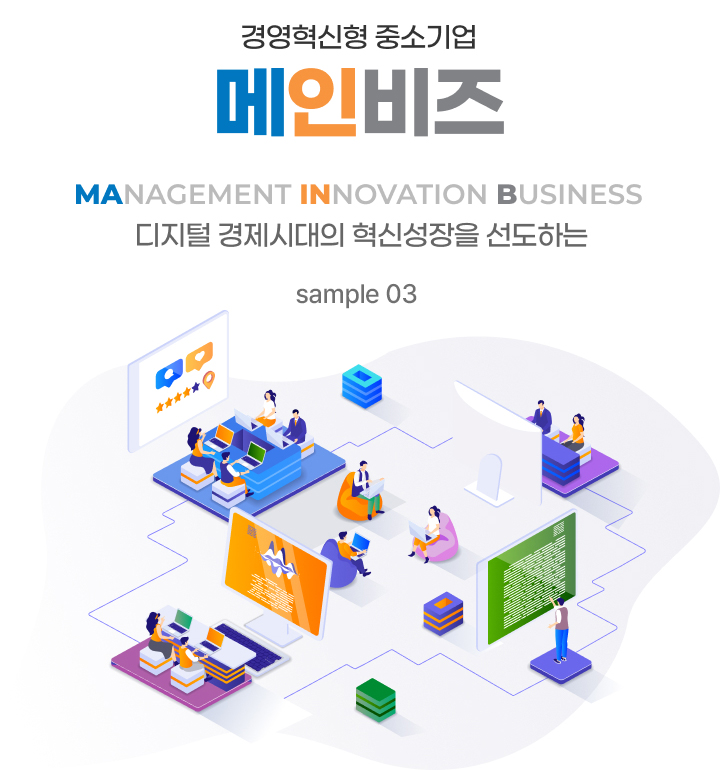 경영혁신형 중소기업
메인비즈
MANAGEMENT INNOVATION BUSINESS
디지털 경제시대의 혁신성장을 선도하는
sample 03